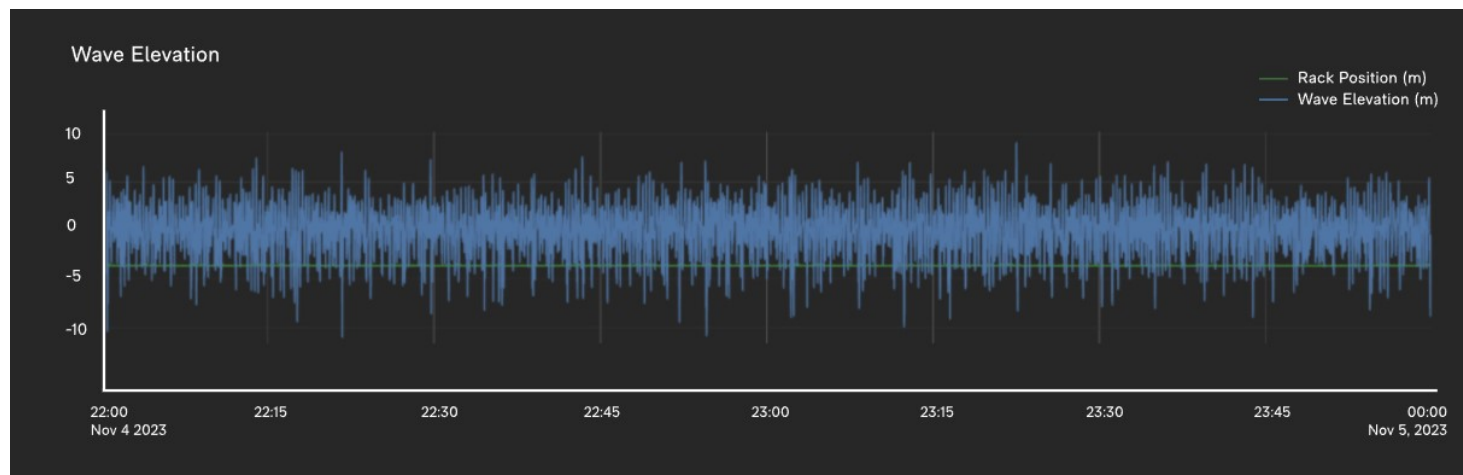 Wave Elevation
Rack Position (m)
Wave Elevation (m)
10
5
0
-5
-10
22:00 22:15 22:30 22:45 23:00 23:15 23:30 23:45 00:00
Nov 4 2023 Nov 5, 2023